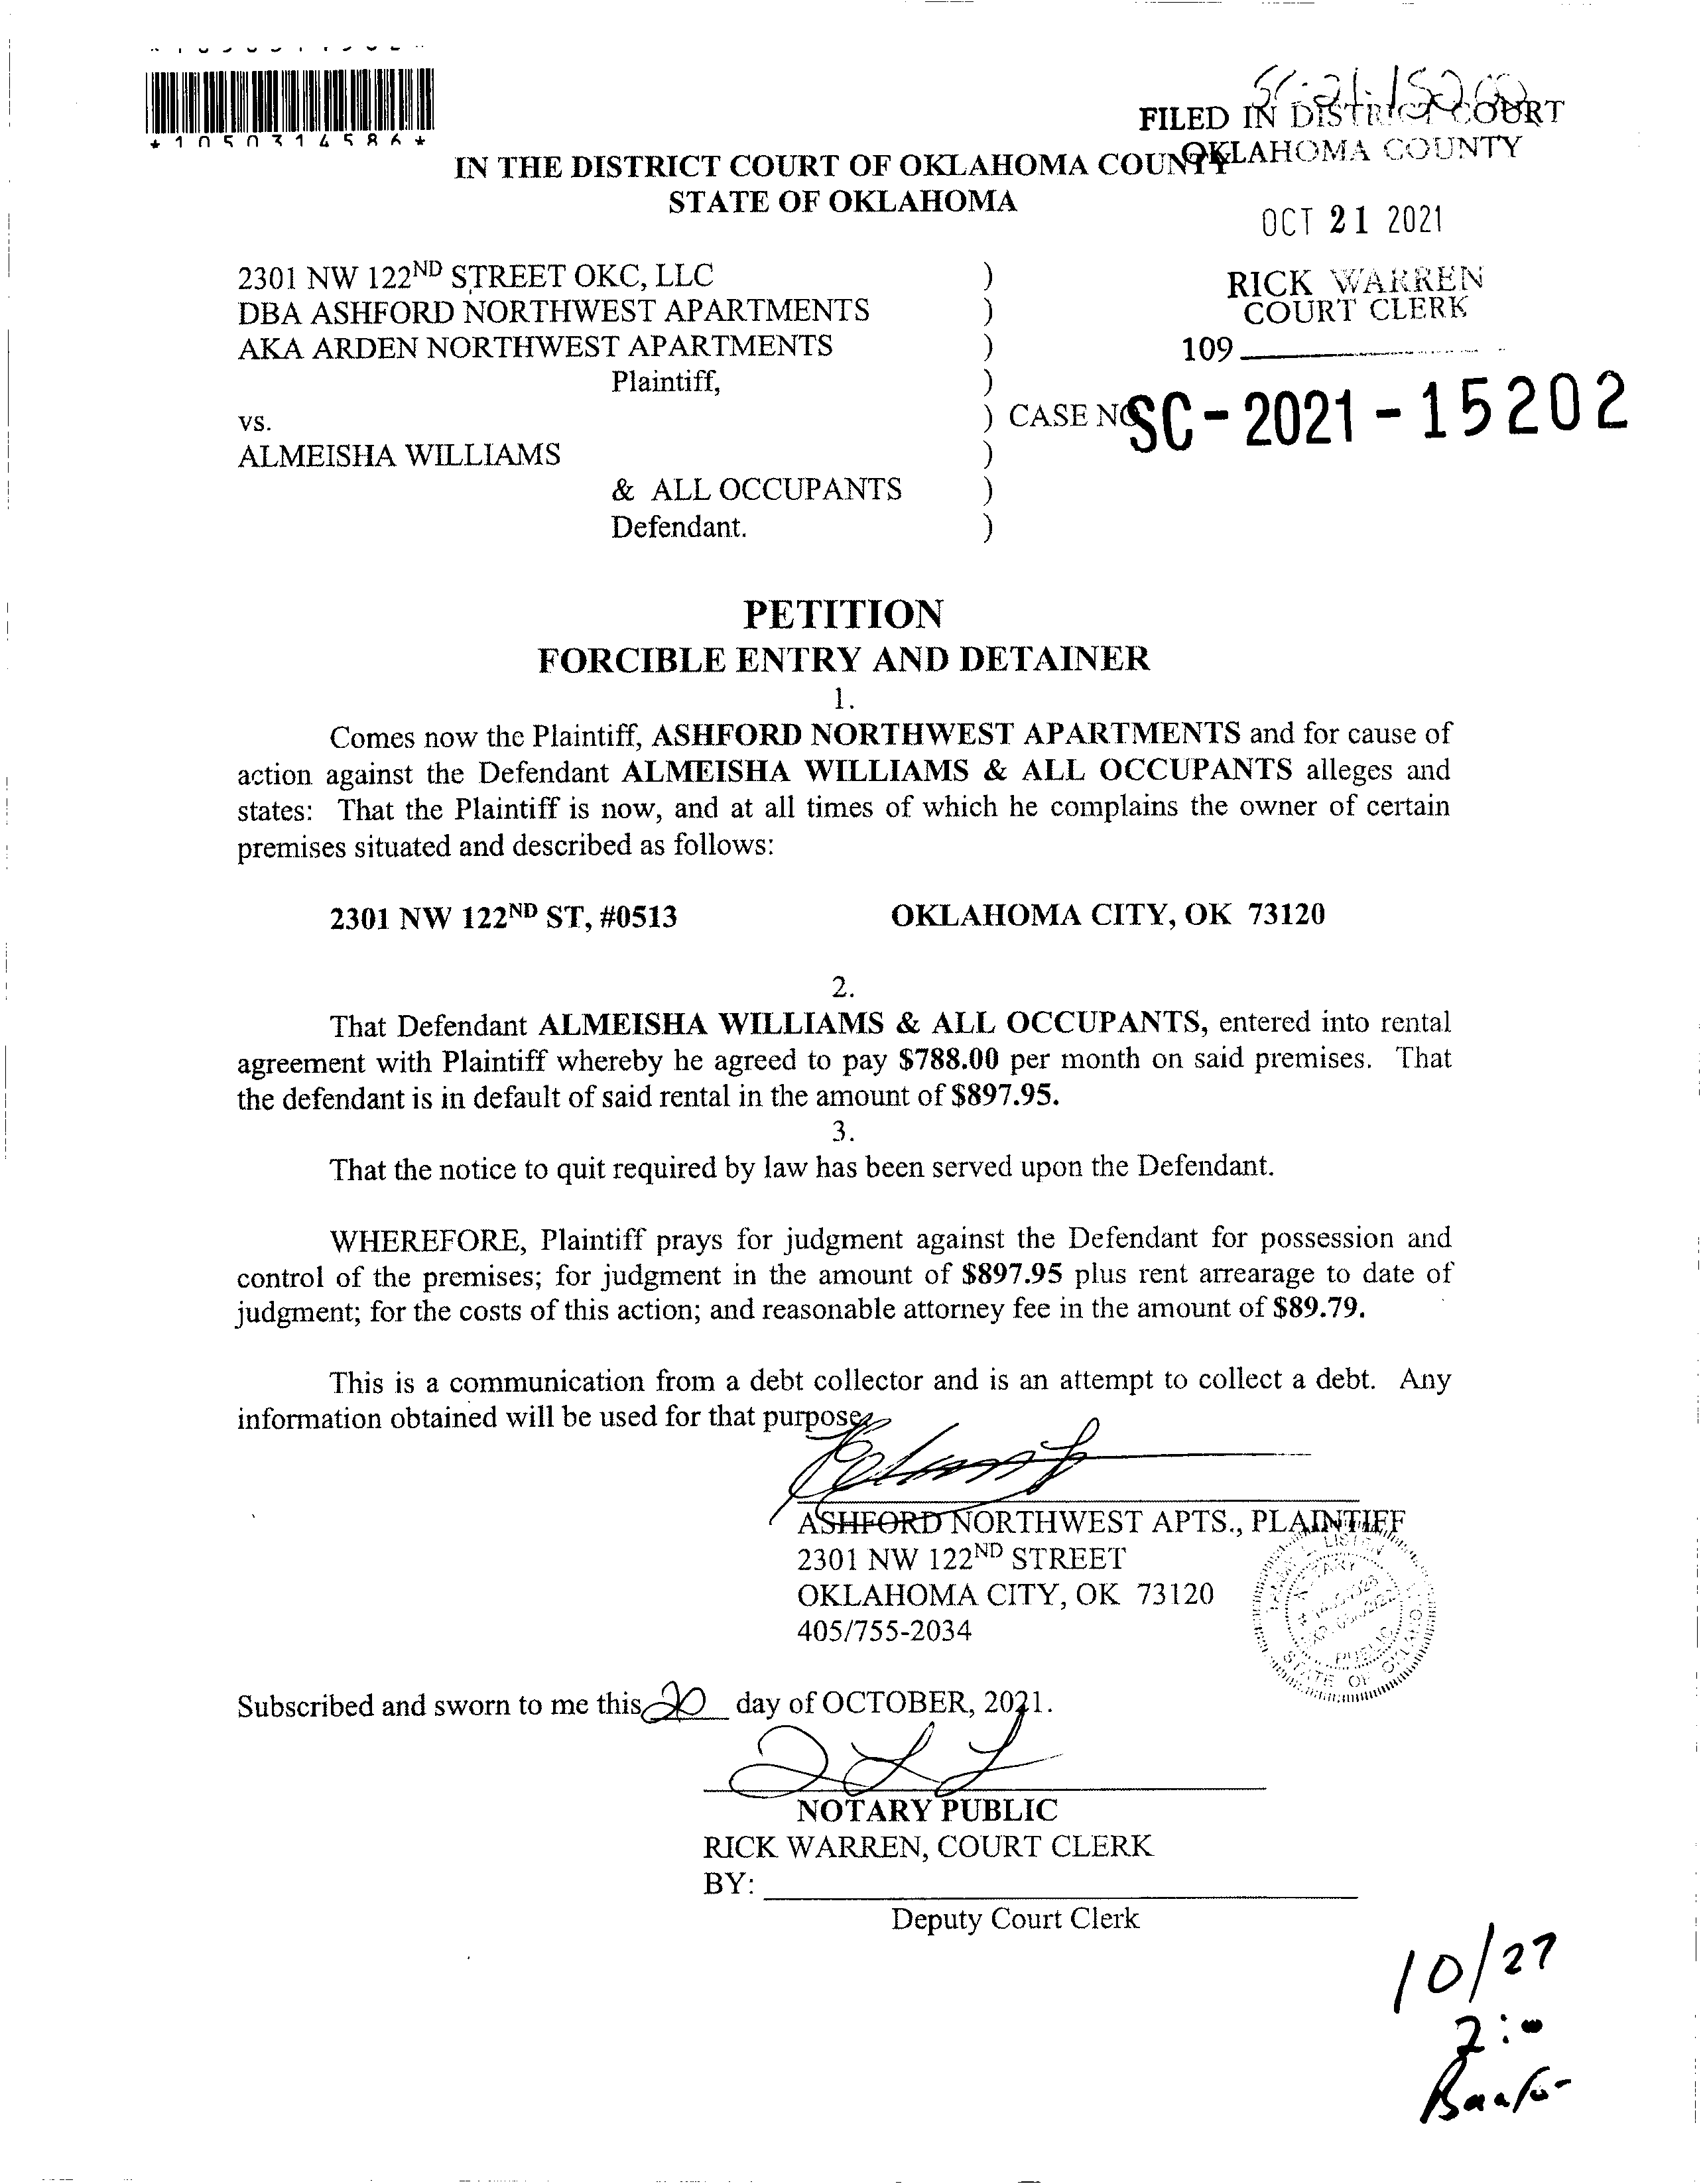 *1050314586*
FILED IN DISTRICT COURT
OKLAHOMA COUNTY
IN THE DISTRICT COURT OF OKLAHOMA COUNTY
STATE OF OKLAHOMA
OCT 21 2021
2301 NW 122ND STREET OKC, LLC )
DBA ASHFORD NORTHWEST APARTMENTS )
AKA ARDEN NORTHWEST APARTMENTS )
Plaintiff, )
RICK WARREN
COURT CLERK
109
vs. ) CASE NO. SC-2021-15202
ALMEISHA WILLIAMS )
& ALL OCCUPANTS )
Defendant. )
PETITION
FORCIBLE ENTRY AND DETAINER
1.
Comes now the Plaintiff, ASHFORD NORTHWEST APARTMENTS and for cause of
action against the Defendant ALMEISHA WILLIAMS & ALL OCCUPANTS alleges and
states: That the Plaintiff is now, and at all times of which he complains the owner of certain
premises situated and described as follows:
2301 NW 122ND ST, #0513 OKLAHOMA CITY, OK 73120
2.
That Defendant ALMEISHA WILLIAMS & ALL OCCUPANTS, entered into rental
agreement with Plaintiff whereby he agreed to pay $788.00 per month on said premises. That
the defendant is in default of said rental in the amount of $897.95.
3.
That the notice to quit required by law has been served upon the Defendant.
WHEREFORE, Plaintiff prays for judgment against the Defendant for possession and
control of the premises; for judgment in the amount of $897.95 plus rent arrearage to date of
judgment; for the costs of this action; and reasonable attorney fee in the amount of $89.79.
This is a communication from a debt collector and is an attempt to collect a debt. Any
information obtained will be used for that purpose.
ASHFORD NORTHWEST APTS., PLAINTIFF
2301 NW 122ND STREET
OKLAHOMA CITY, OK 73120
405/755-2034
NOTARY
PUBLIC
STATE OF OKLAHOMA
Subscribed and sworn to me this 20 day of OCTOBER, 2021.
NOTARY PUBLIC
RICK WARREN, COURT CLERK
BY:
Deputy Court Clerk
10/27
2:00